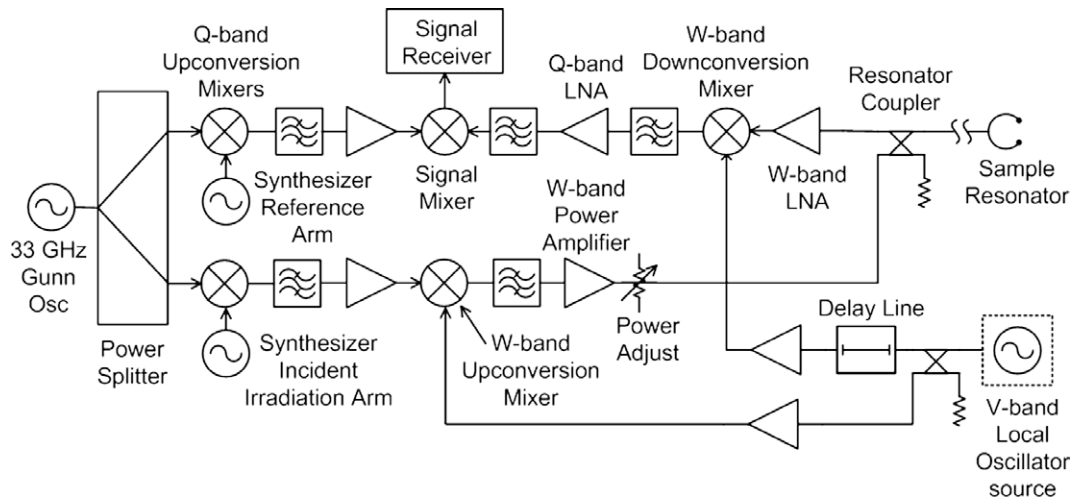 Q-band
Upconversion
Mixers
Signal
Receiver
Q-band
LNA
W-band
Downconversion
Mixer
Resonator
Coupler
33 GHz
Gunn
Osc
Synthesizer
Reference
Arm
Signal
Mixer
W-band
Power
Amplifier
W-band
LNA
Sample
Resonator
Power
Splitter
Synthesizer
Incident
Irradiation Arm
W-band
Upconversion
Mixer
Power
Adjust
Delay Line
V-band
Local
Oscillator
source